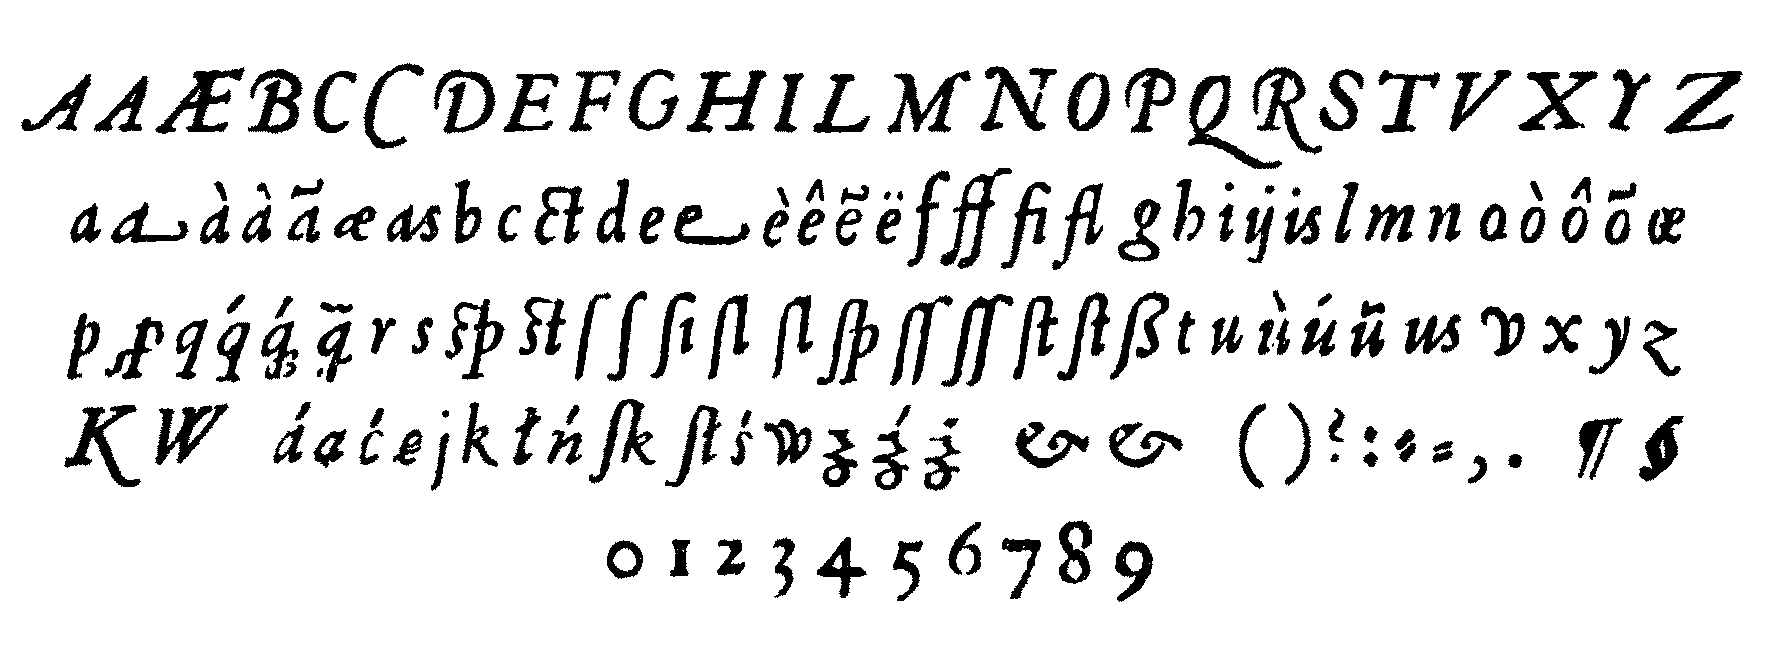 A A Æ B C C D E F G H I L M N O P Q R S T V X Y Z
a a à à ã æ as b c ct d e e è ê ẽ ë f ff fi fl g h i ij is l m n o ò ô õ œ
p q q́ q́ q̃ r s sp st ſ ſ ſi ſl ſl ſp ſſ ſſ ſt ſt ß t u ù ú ũ us v x y z
K W á ą ć ę j k ł ń ſk ſł ś w ʒ ʒ́ ʒ̇ & & ( ) ? : = , . ¶
0 1 2 3 4 5 6 7 8 9